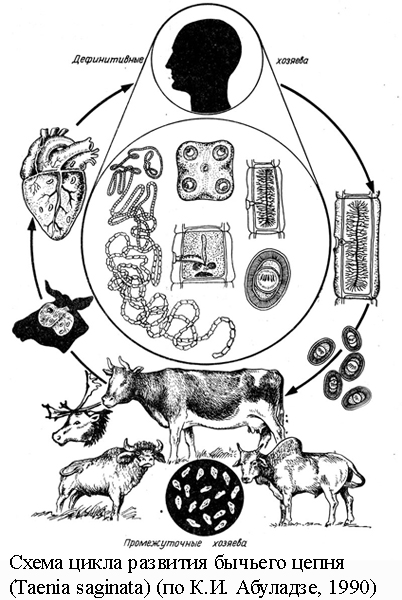 Дефинитивные хозяева
Промежуточные хозяева
Схема цикла развития бычьего цепня
(Taenia saginata) (по К.И. Абуладзе, 1990)